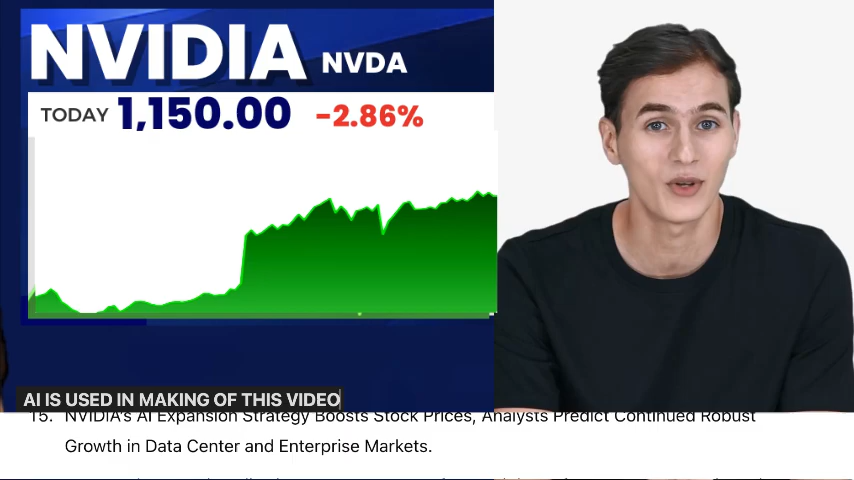 NVIDIA NVDA
TODAY 1,150.00 -2.86%
AI IS USED IN MAKING OF THIS VIDEO
15. NVIDIA's AI Expansion Strategy Boosts Stock Prices, Analysts Predict Continued Robust
Growth in Data Center and Enterprise Markets.